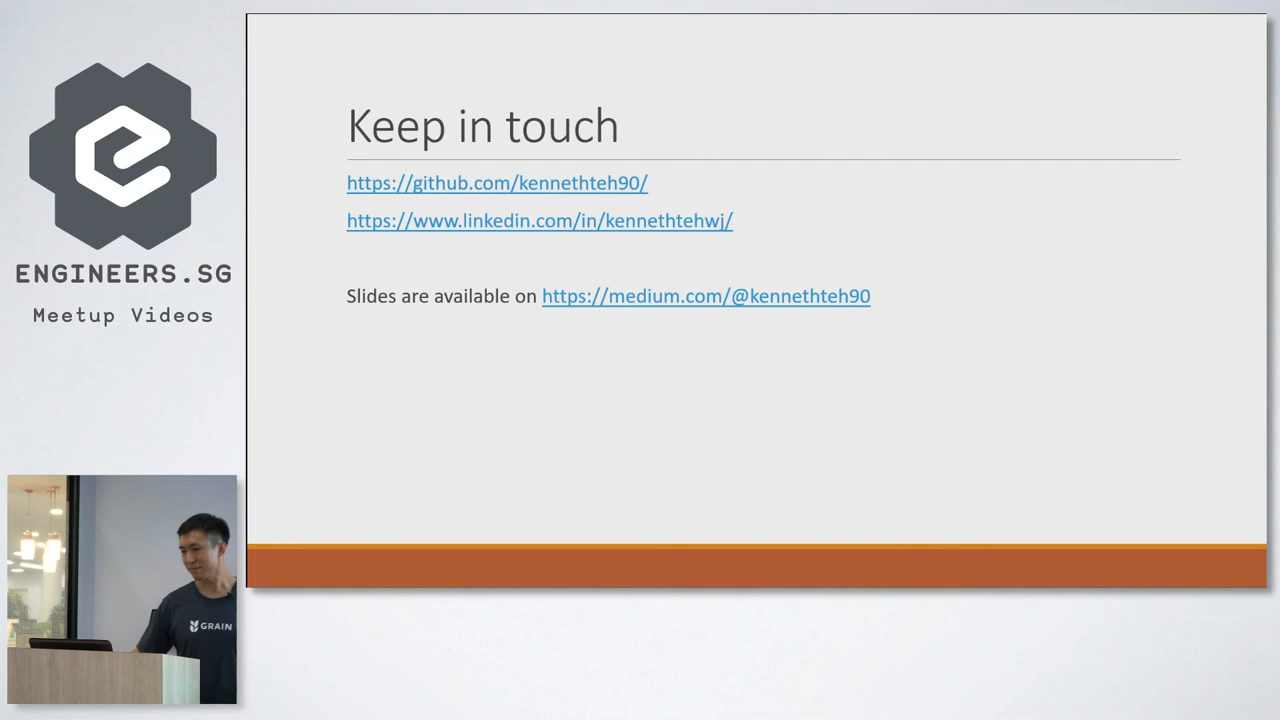 ENGINEERS.SG
Meetup Videos
Keep in touch
https://github.com/kennethteh90/
https://www.linkedin.com/in/kennethtehwj/
Slides are available on https://medium.com/@kennethteh90
GRAIN